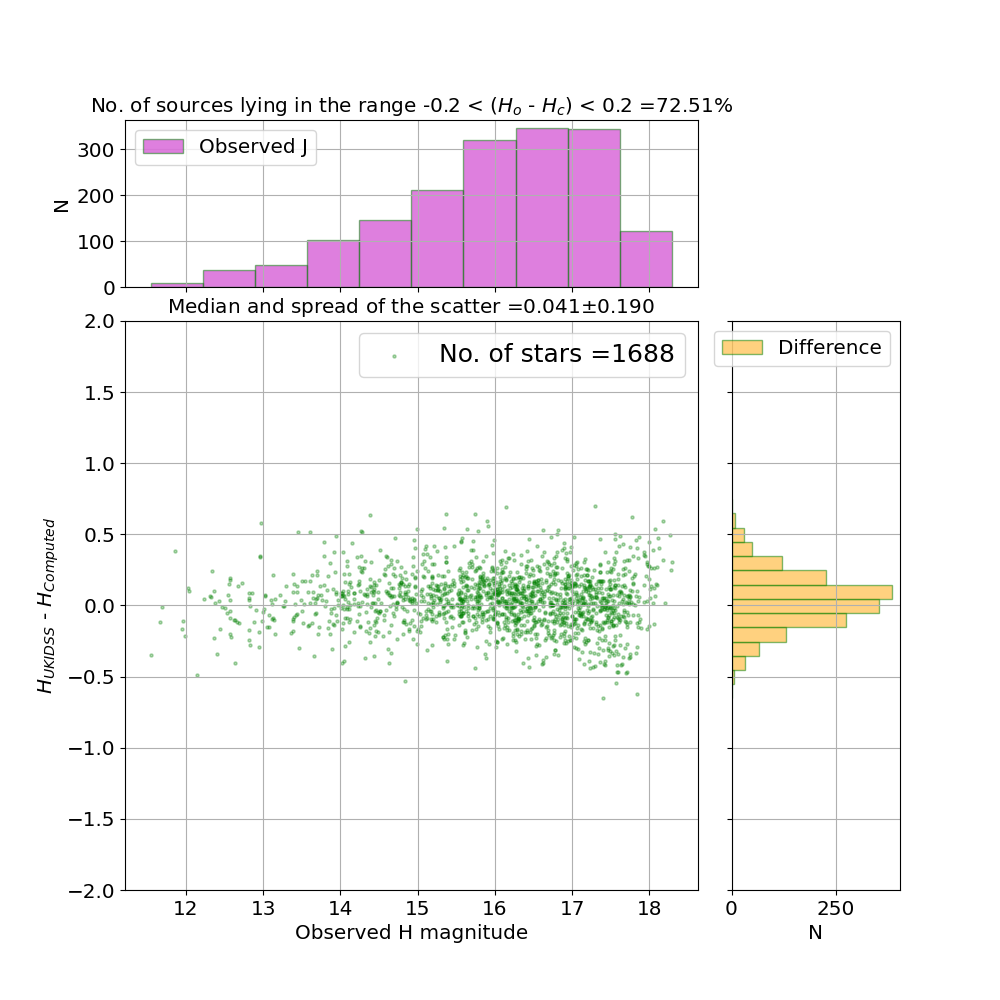 No. of sources lying in the range -0.2 < (H_o - H_c) < 0.2 =72.51%
Observed J
N
300
200
100
0
Median and spread of the scatter =0.041±0.190
No. of stars =1688
Difference
H_UKIDSS - H_Computed
2.0
1.5
1.0
0.5
0.0
−0.5
−1.0
−1.5
−2.0
12 13 14 15 16 17 18
Observed H magnitude
0 250
N